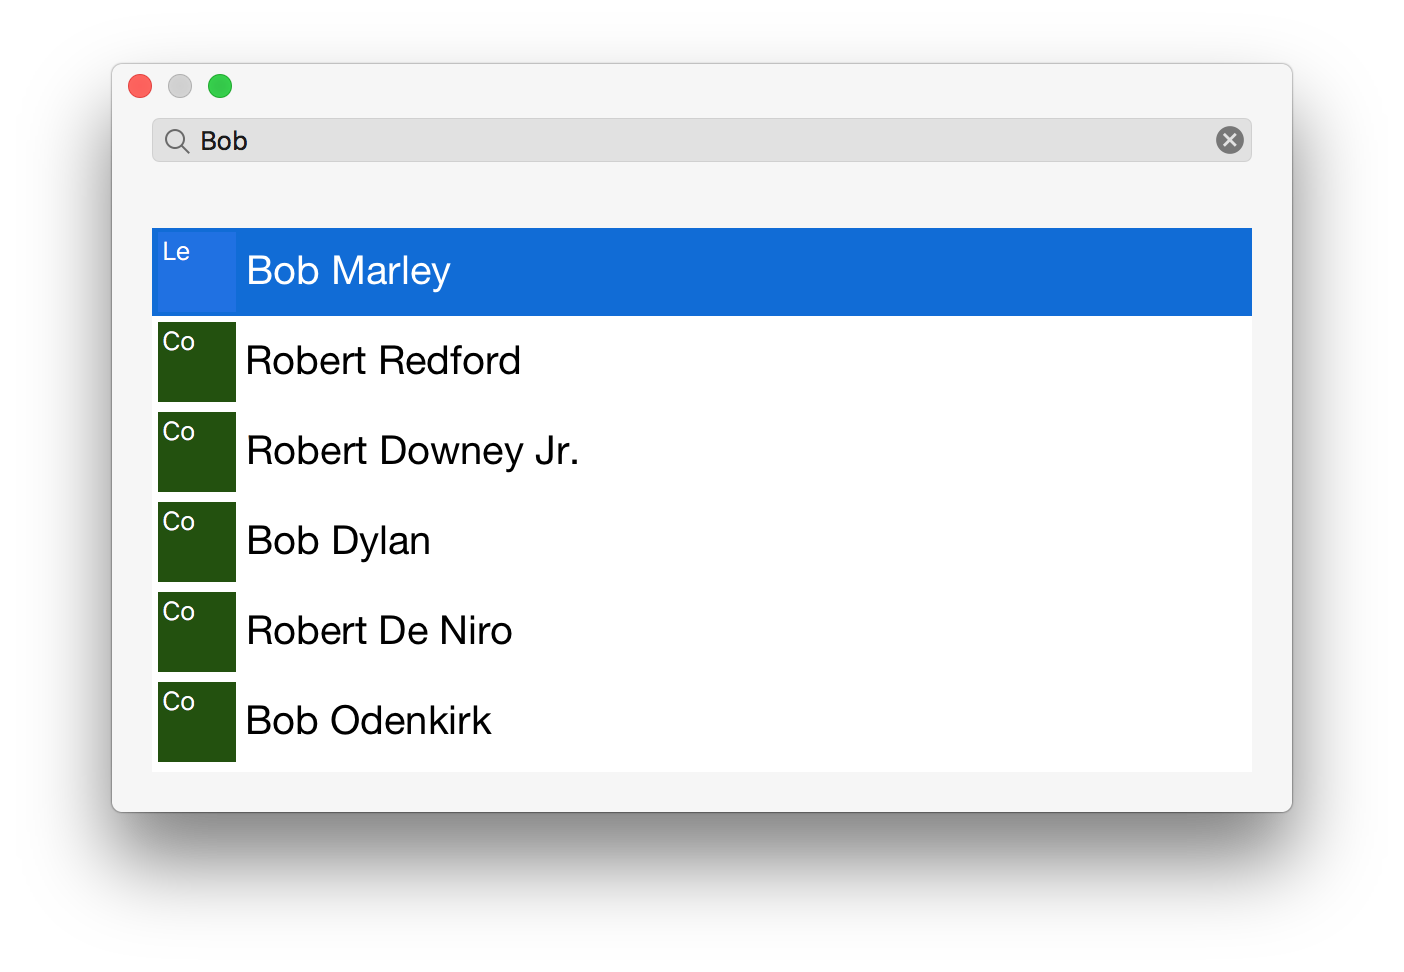 Bob
Le
Bob Marley
Co
Robert Redford
Co
Robert Downey Jr.
Co
Bob Dylan
Co
Robert De Niro
Co
Bob Odenkirk